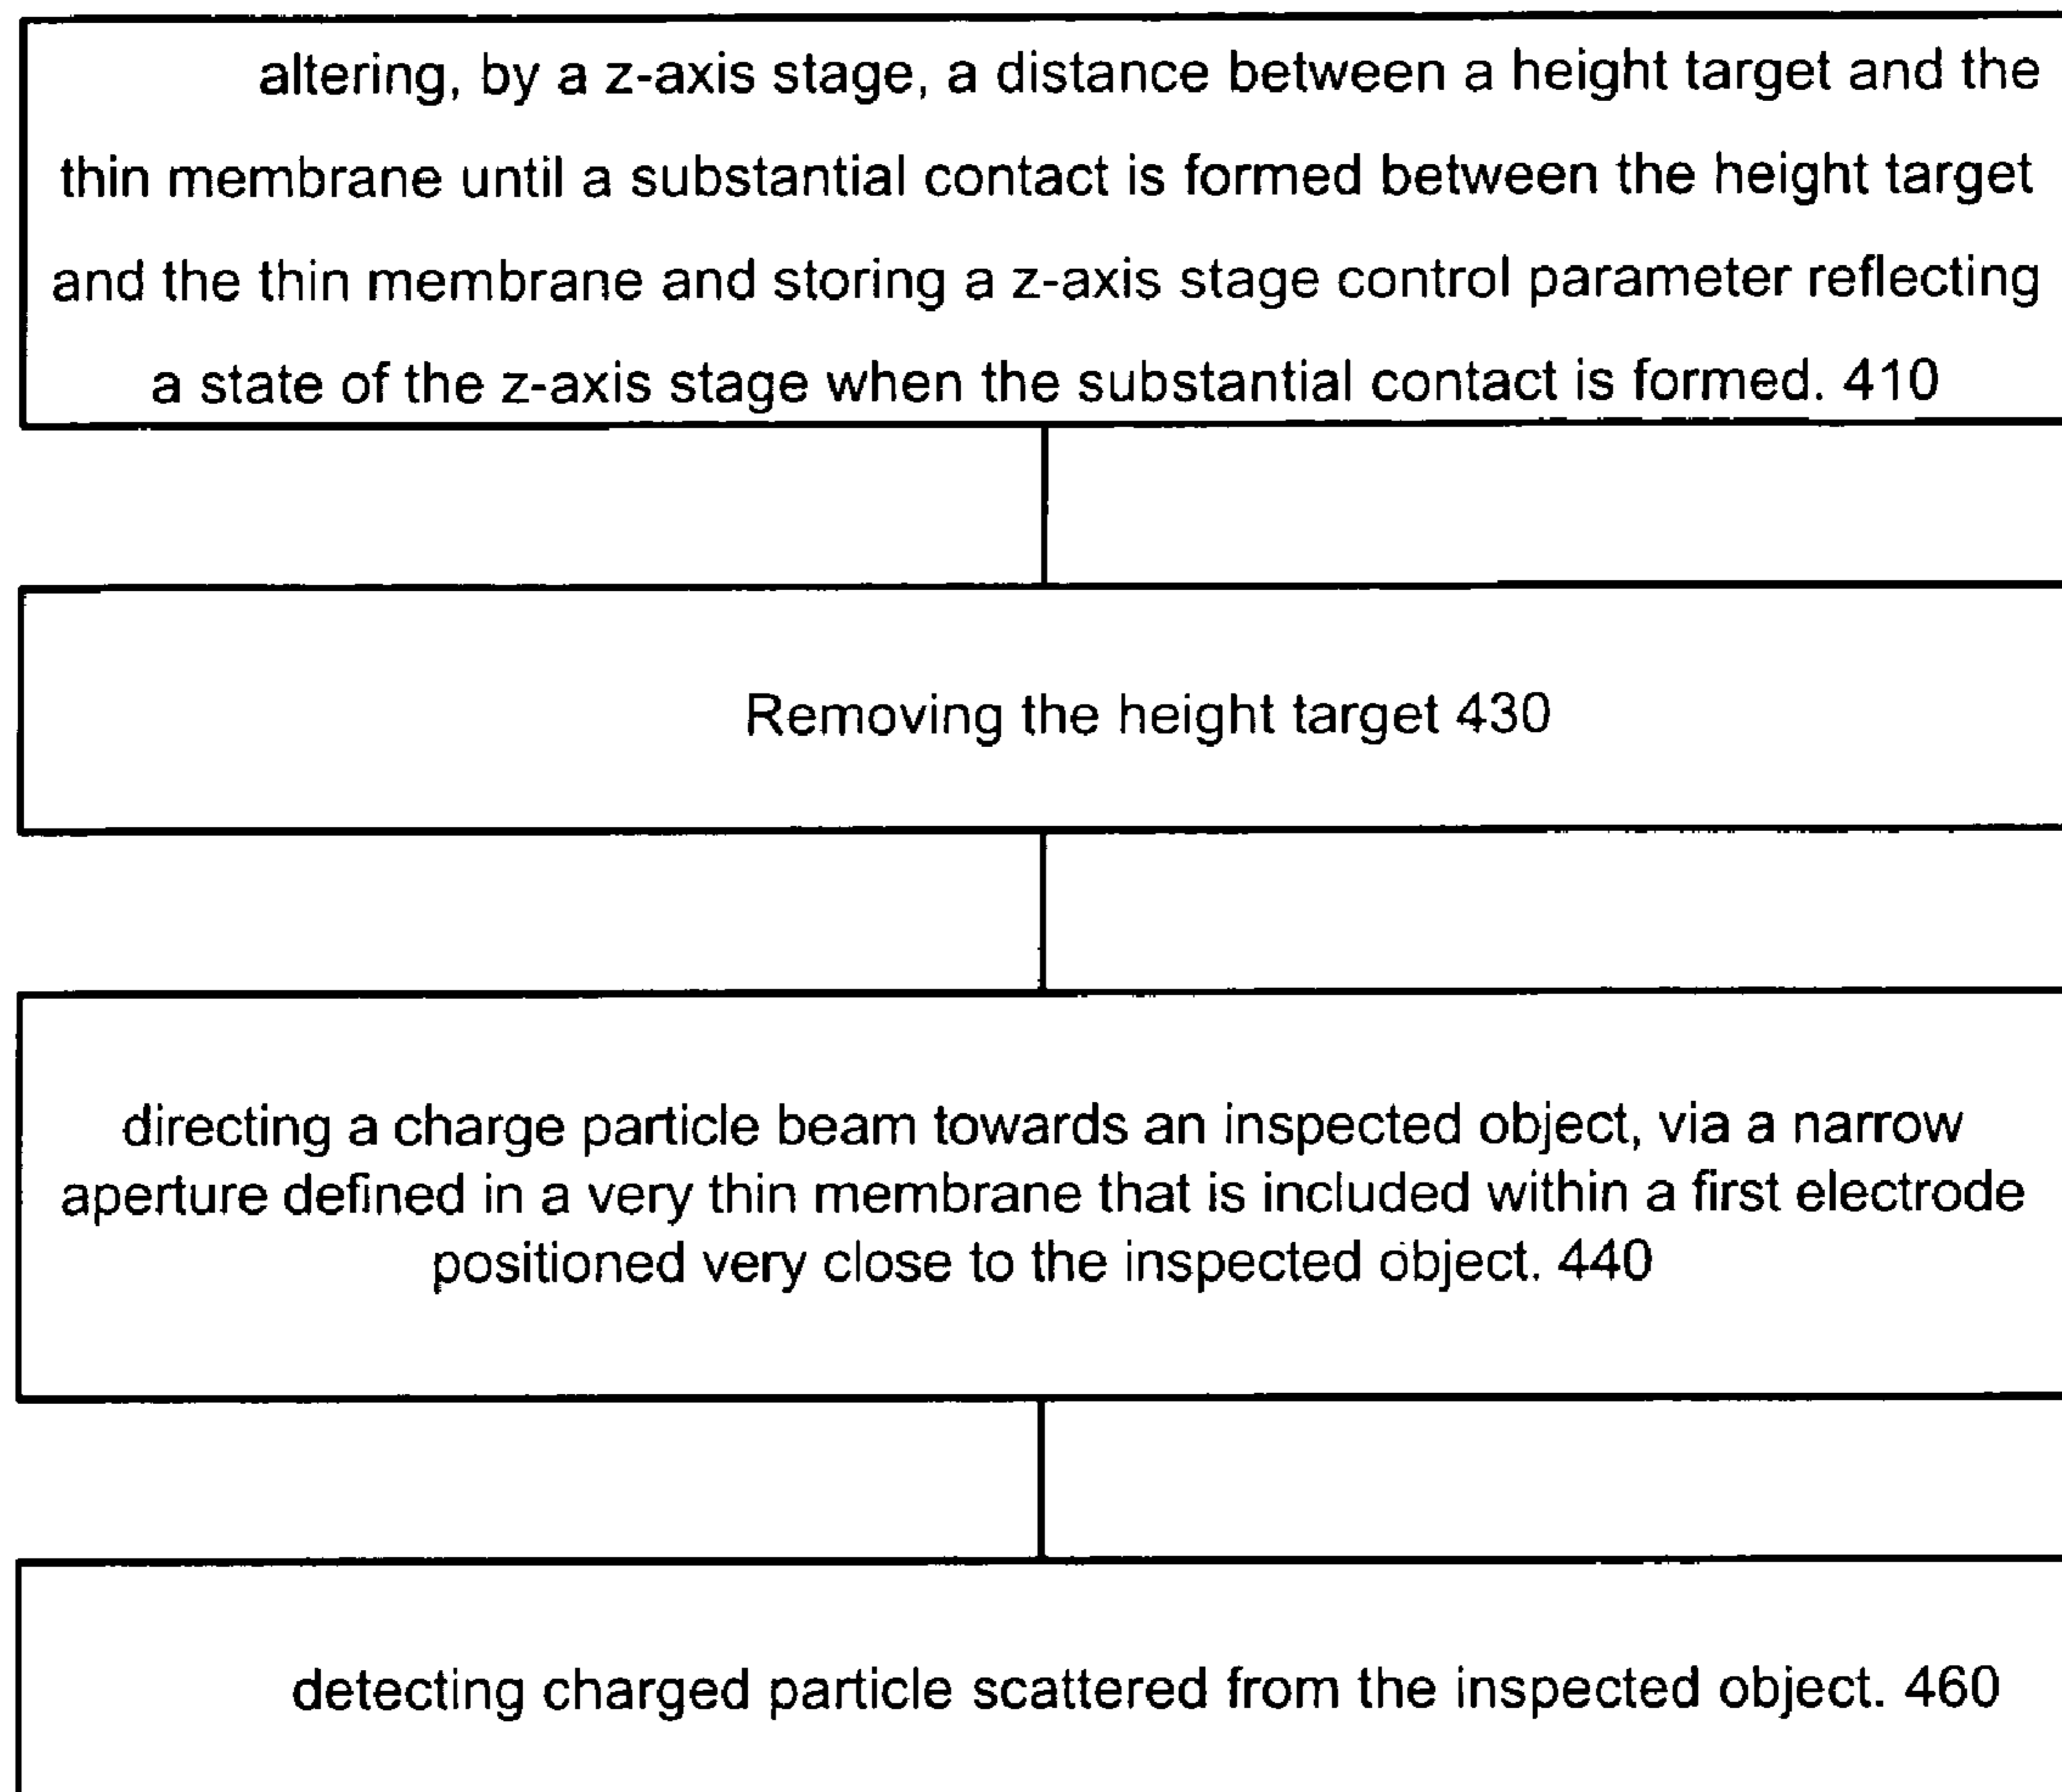 altering, by a z-axis stage, a distance between a height target and the
thin membrane until a substantial contact is formed between the height target
and the thin membrane and storing a z-axis stage control parameter reflecting
a state of the z-axis stage when the substantial contact is formed. 410
Removing the height target 430
directing a charge particle beam towards an inspected object, via a narrow
aperture defined in a very thin membrane that is included within a first electrode
positioned very close to the inspected object. 440
detecting charged particle scattered from the inspected object. 460